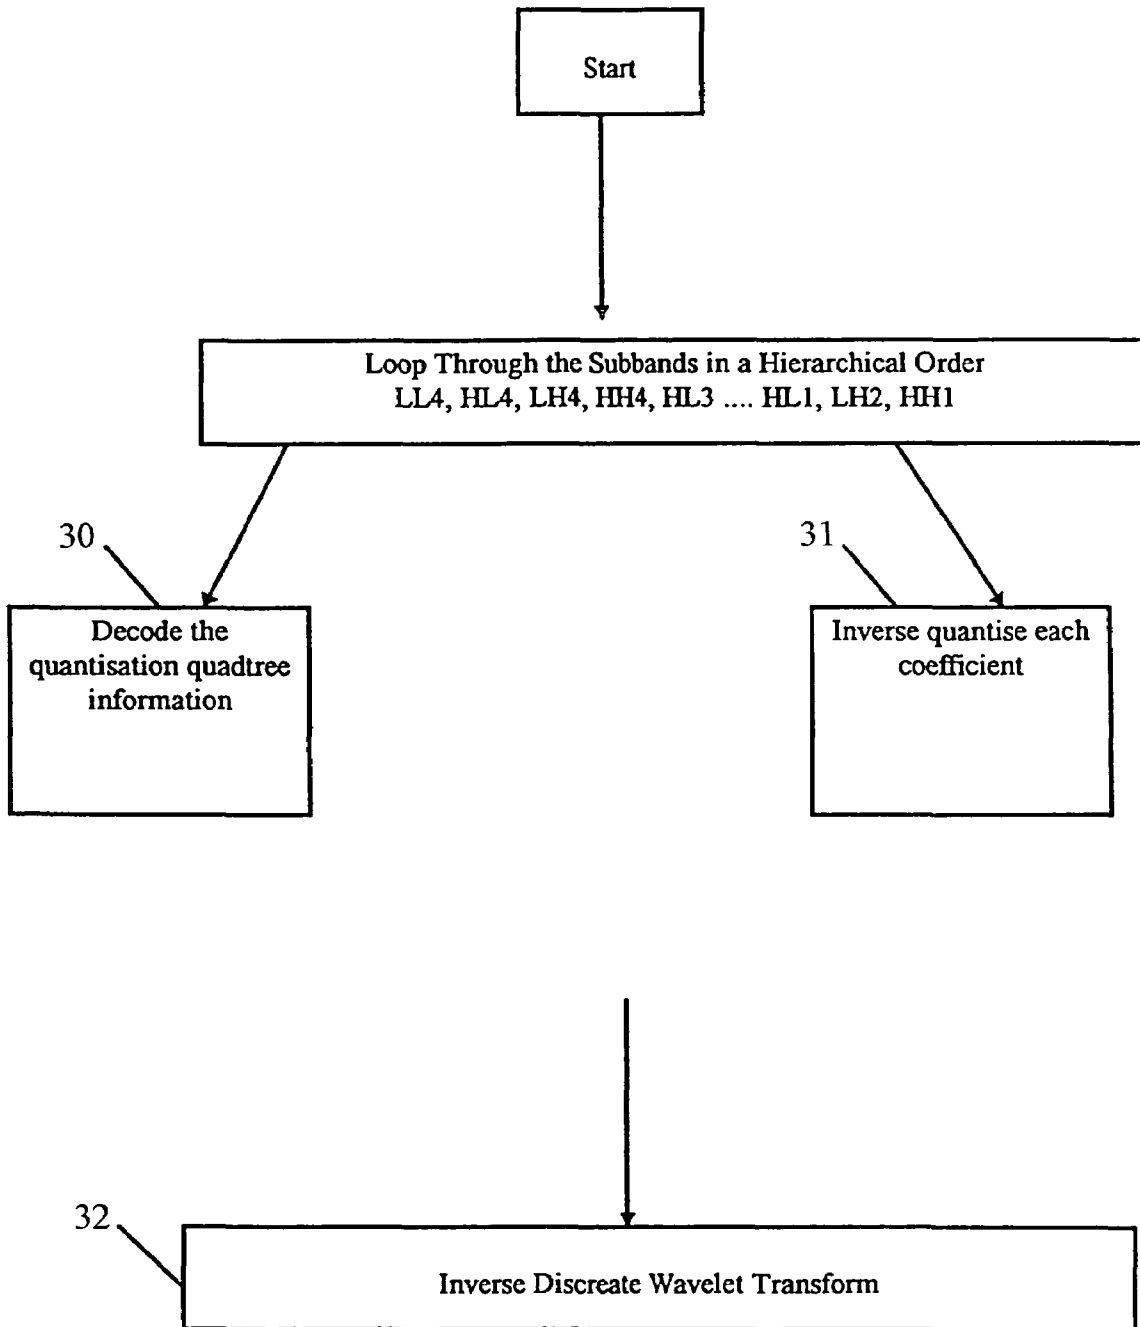 Start
Loop Through the Subbands in a Hierarchical Order
LL4, HL4, LH4, HH4, HL3 .... HL1, LH2, HH1
30
31
Decode the
quantisation quadtree
information
Inverse quantise each
coefficient
32
Inverse Discreate Wavelet Transform